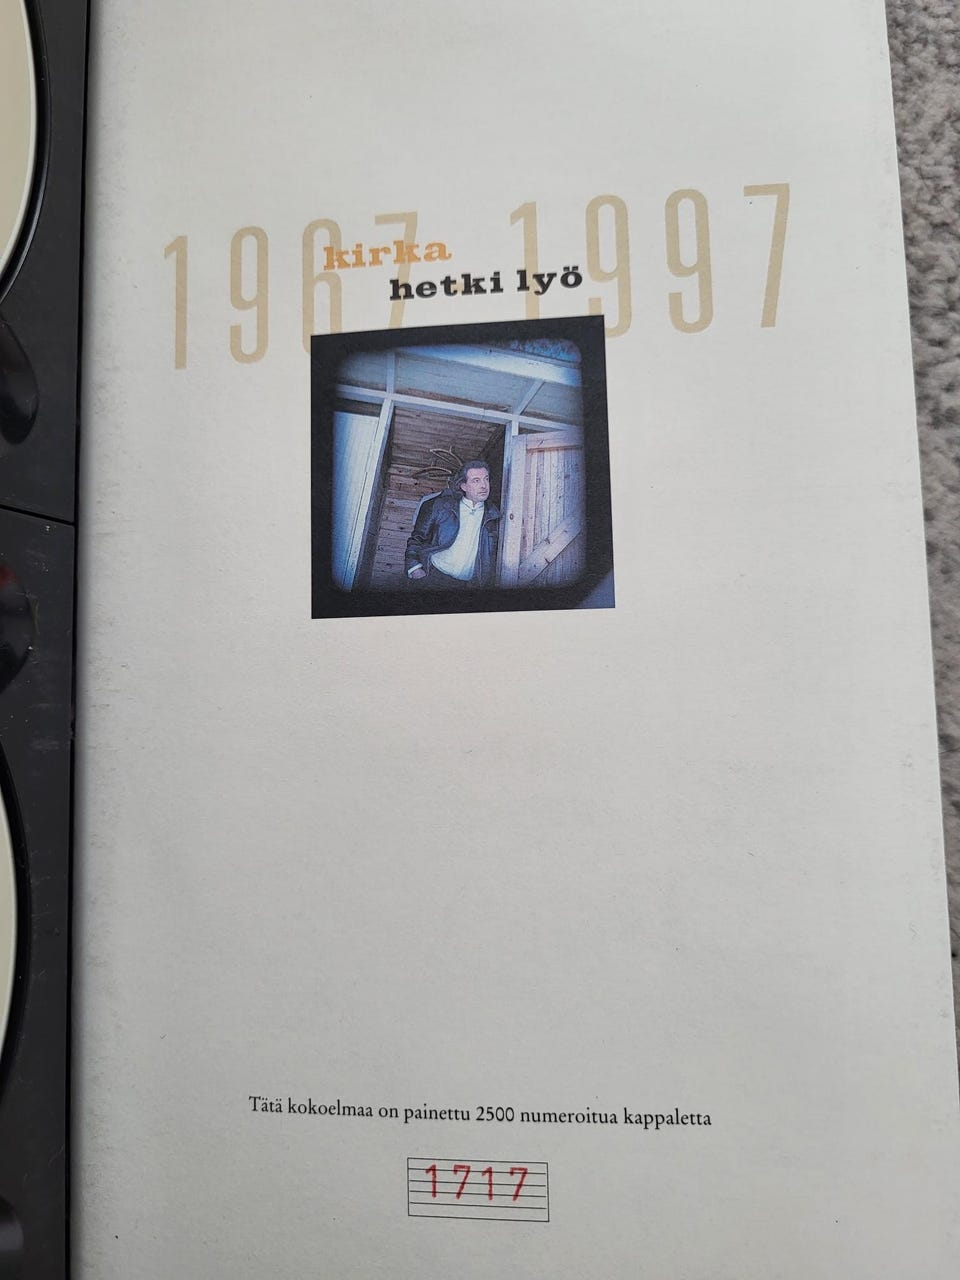 1967 1997
kirka
hetki lyö
Tätä kokoelmaa on painettu 2500 numeroitua kappaletta
1717